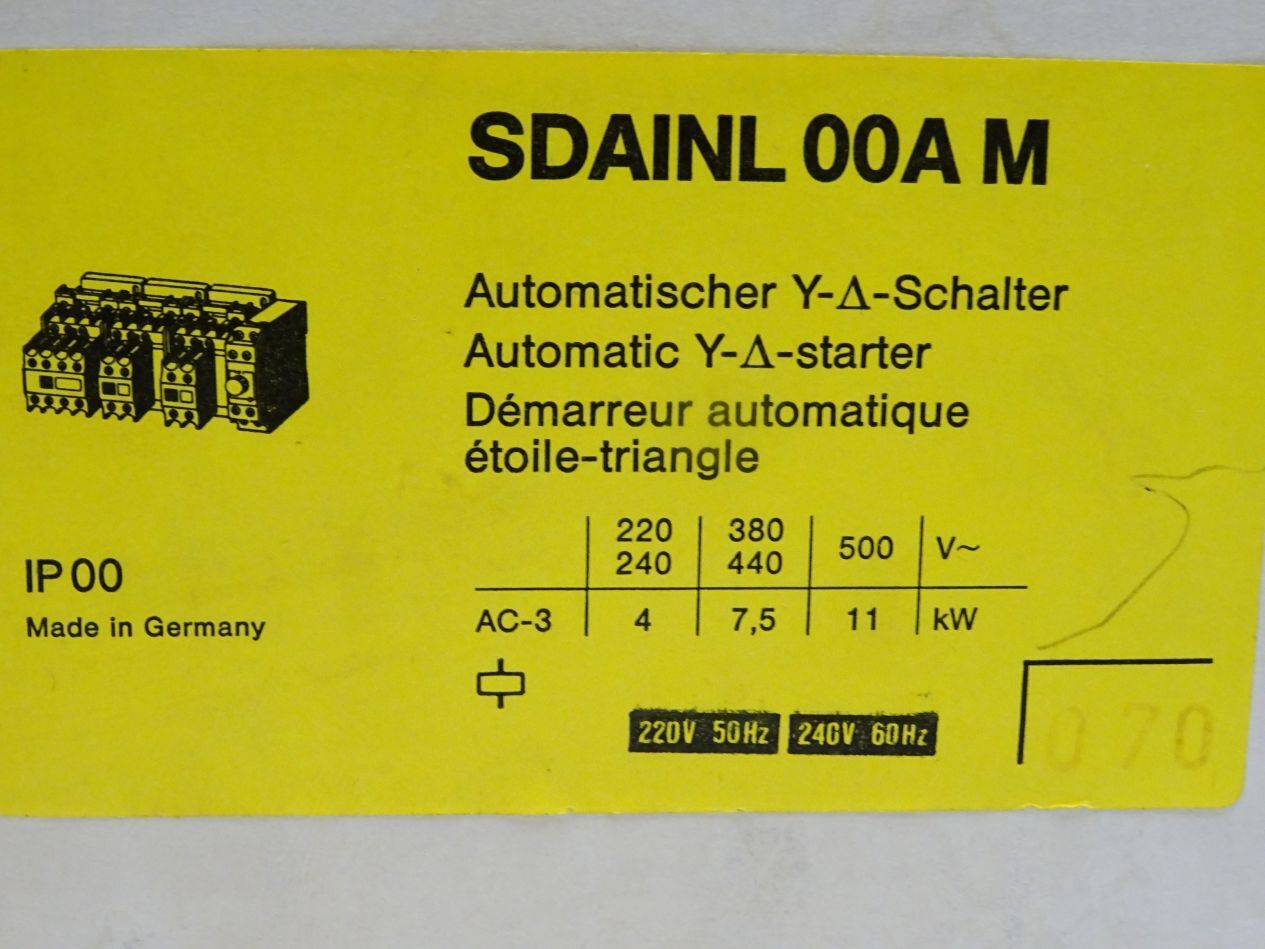 SDAINL 00A M
Automatischer Y-Δ-Schalter
Automatic Y-Δ-starter
Démarreur automatique
étoile-triangle
IP 00
Made in Germany
220 380
240 440 500 V~
AC-3 4 7,5 11 kW
220V 50Hz 240V 60Hz
070